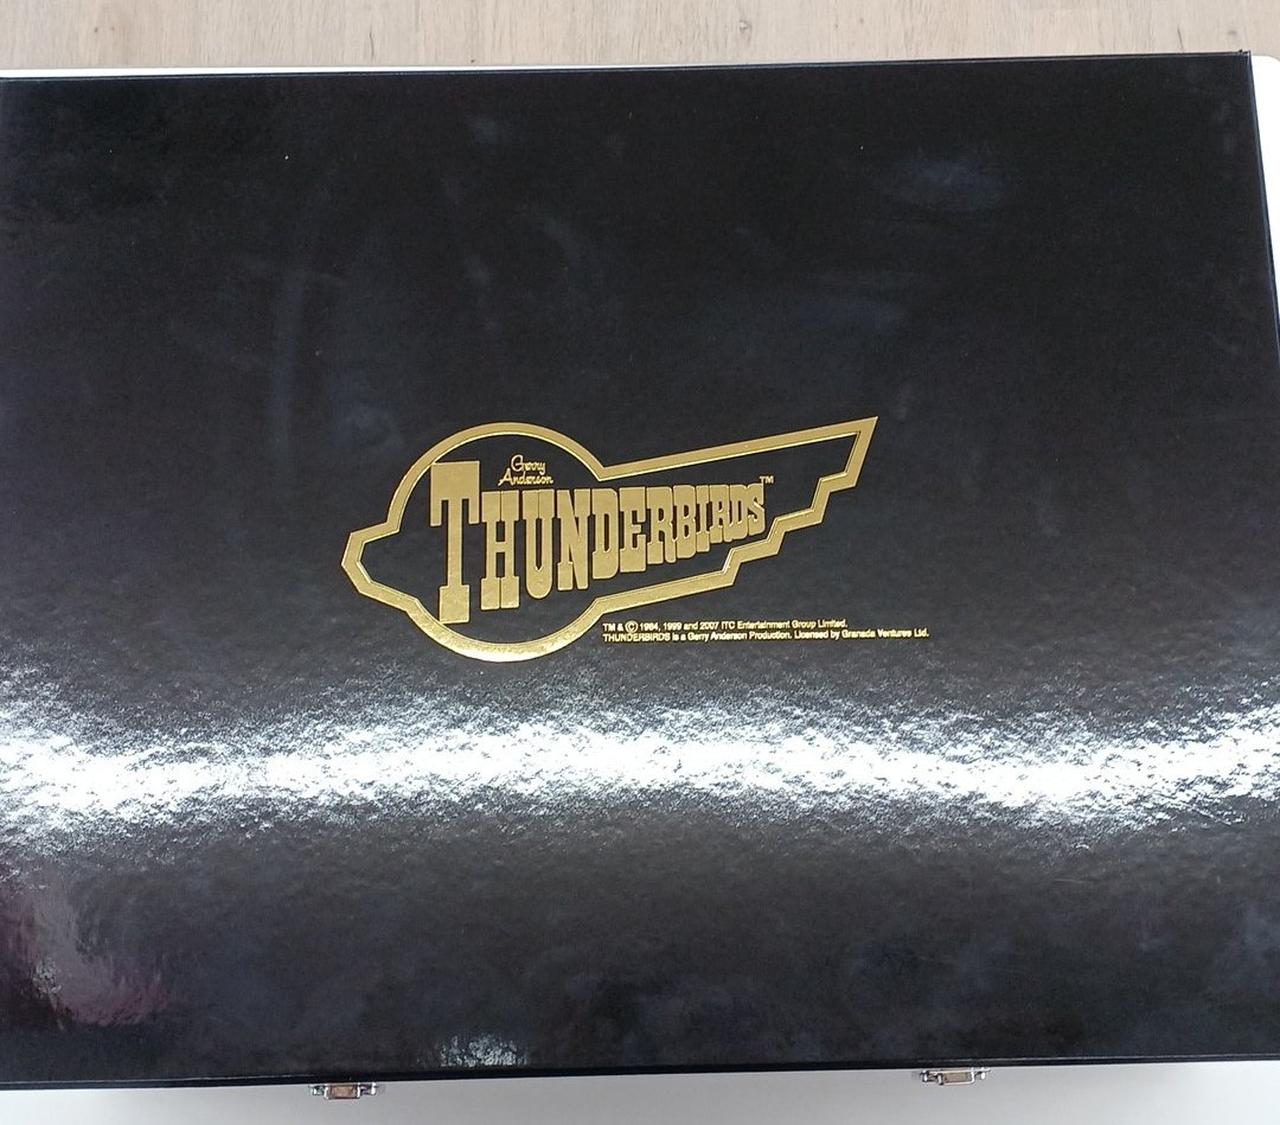 Gerry
Anderson
THUNDERBIRDS™
TM & © 1964, 1999 and 2007 ITC Entertainment Group Limited.
THUNDERBIRDS is a Gerry Anderson Production. Licensed by Granada Ventures Ltd.